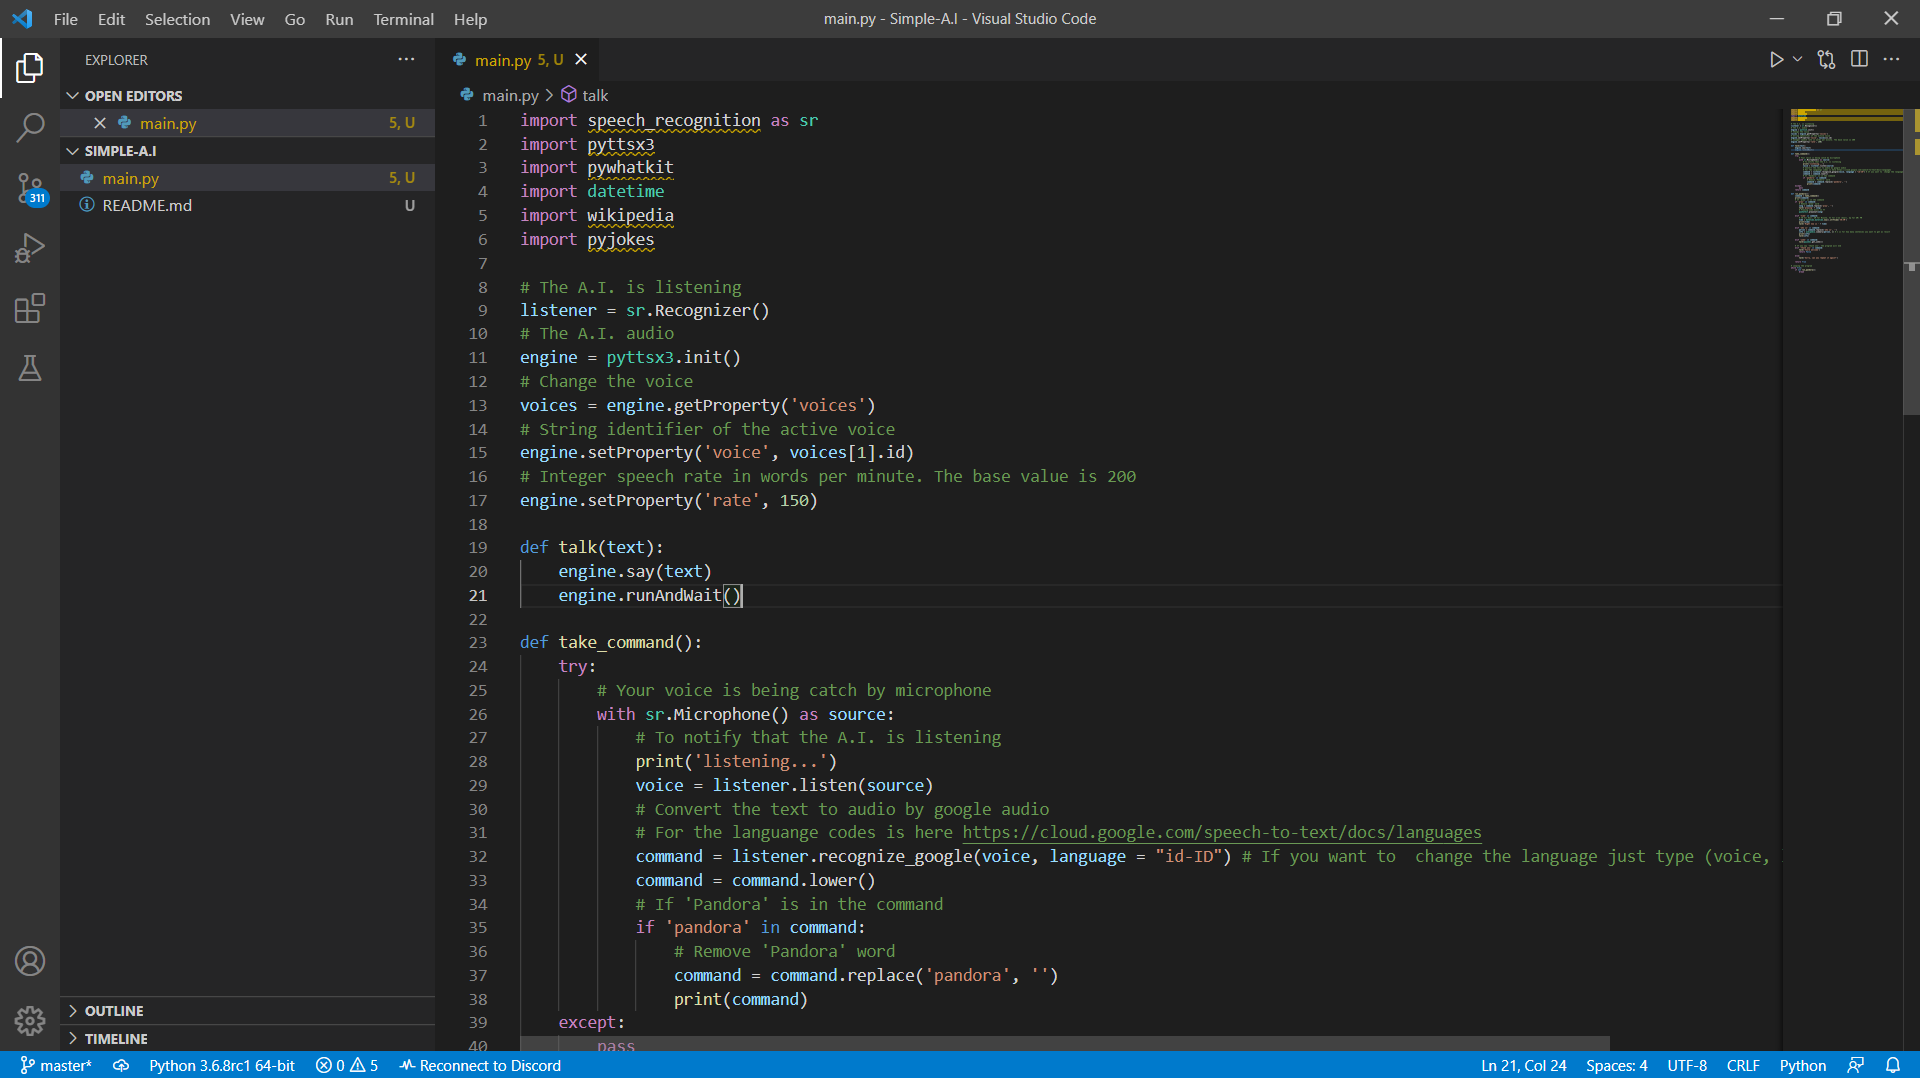 File Edit Selection View Go Run Terminal Help
main.py - Simple-A.I - Visual Studio Code
EXPLORER
OPEN EDITORS
main.py 5, U
SIMPLE-A.I
main.py 5, U
README.md U
311
OUTLINE
TIMELINE
main.py 5, U
main.py > talk
1 import speech_recognition as sr
2 import pyttsx3
3 import pywhatkit
4 import datetime
5 import wikipedia
6 import pyjokes
7
8 # The A.I. is listening
9 listener = sr.Recognizer()
10 # The A.I. audio
11 engine = pyttsx3.init()
12 # Change the voice
13 voices = engine.getProperty('voices')
14 # String identifier of the active voice
15 engine.setProperty('voice', voices[1].id)
16 # Integer speech rate in words per minute. The base value is 200
17 engine.setProperty('rate', 150)
18
19 def talk(text):
20 engine.say(text)
21 engine.runAndWait()
22
23 def take_command():
24 try:
25 # Your voice is being catch by microphone
26 with sr.Microphone() as source:
27 # To notify that the A.I. is listening
28 print('listening...')
29 voice = listener.listen(source)
30 # Convert the text to audio by google audio
31 # For the languange codes is here https://cloud.google.com/speech-to-text/docs/languages
32 command = listener.recognize_google(voice, language = "id-ID") # If you want to  change the language just type (voice,
33 command = command.lower()
34 # If 'Pandora' is in the command
35 if 'pandora' in command:
36 # Remove 'Pandora' word
37 command = command.replace('pandora', '')
38 print(command)
39 except:
40 pass
master* Python 3.6.8rc1 64-bit 0 5 Reconnect to Discord
Ln 21, Col 24 Spaces: 4 UTF-8 CRLF Python